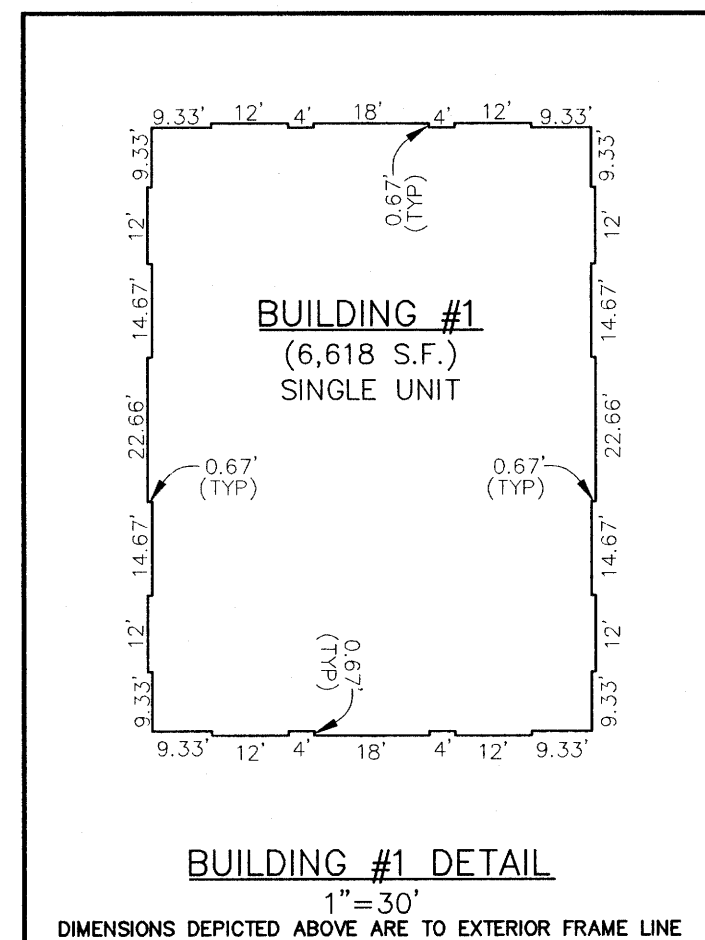 9.33' 12' 4' 18' 4' 12' 9.33'
9.33'
12'
14.67'
22.66'
14.67'
12'
9.33'
9.33'
12'
14.67'
22.66'
14.67'
12'
9.33'
0.67'
(TYP)
BUILDING #1
(6,618 S.F.)
SINGLE UNIT
0.67'
(TYP)
0.67'
(TYP)
0.67'
(TYP)
9.33' 12' 4' 18' 4' 12' 9.33'
BUILDING #1 DETAIL
1"=30'
DIMENSIONS DEPICTED ABOVE ARE TO EXTERIOR FRAME LINE